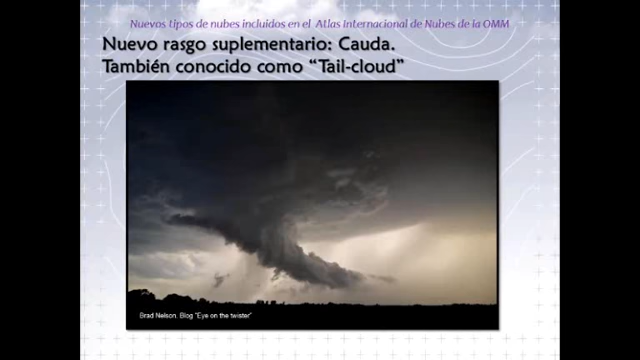 Nuevos tipos de nubes incluidos en el Atlas Internacional de Nubes de la OMM
Nuevo rasgo suplementario: Cauda.
También conocido como “Tail-cloud”
Brad Nelson, Blog "Eye on the twister"